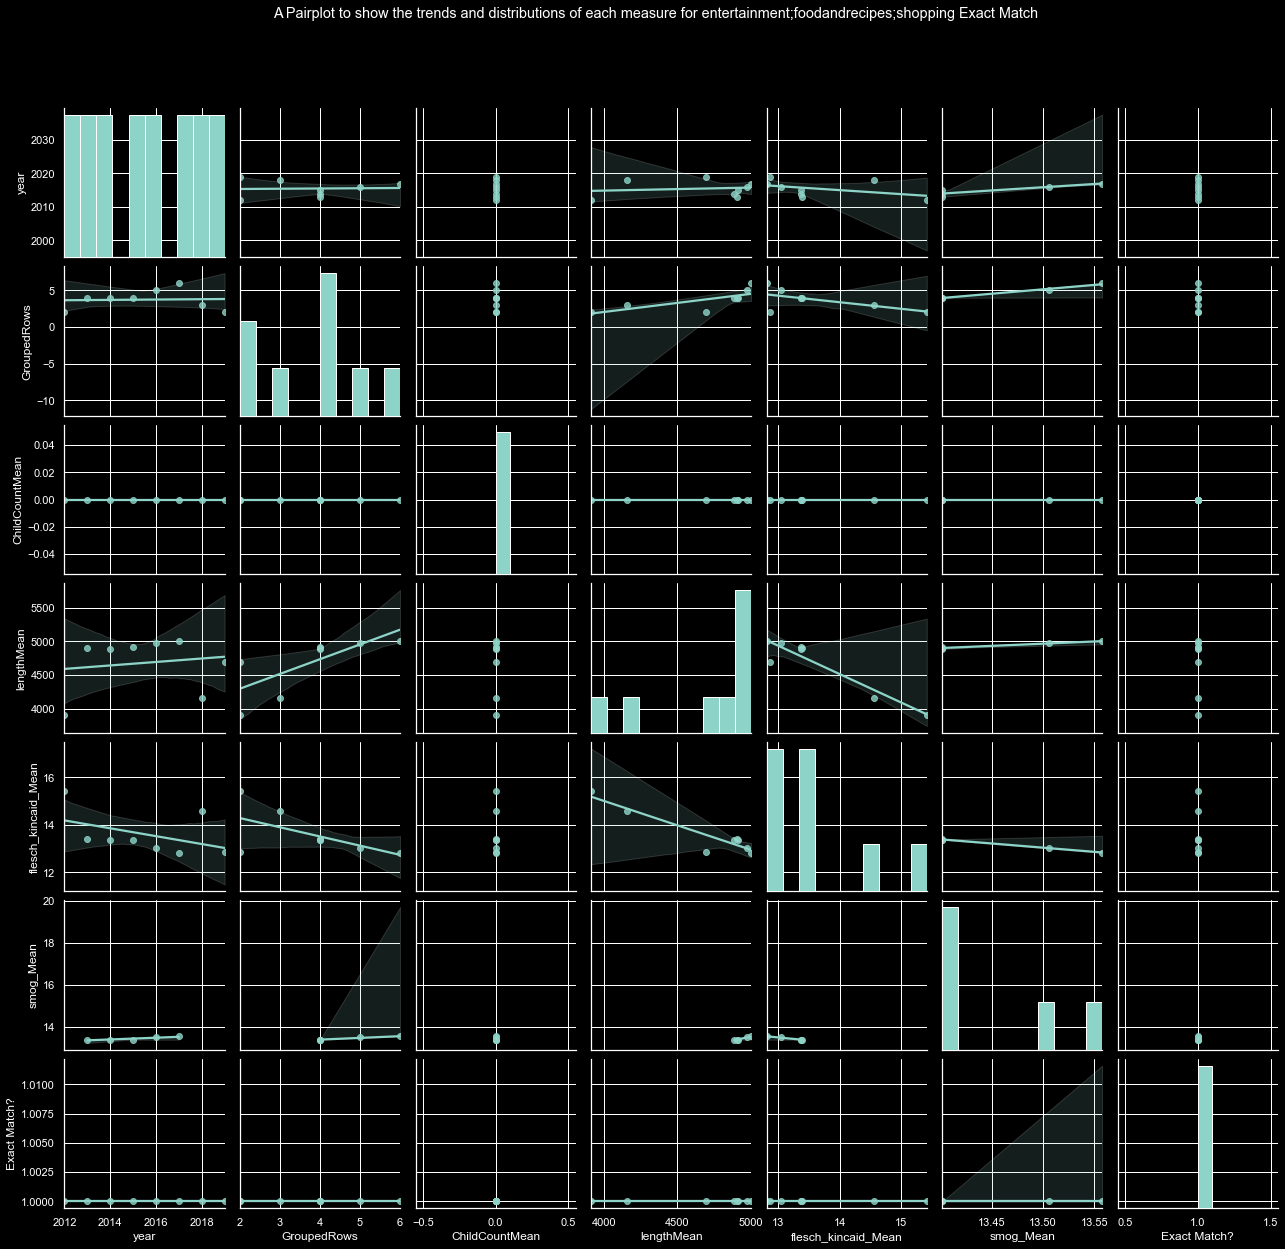 A Pairplot to show the trends and distributions of each measure for entertainment;foodandrecipes;shopping Exact Match
2030
2020
2010
2000
year
5
0
−5
−10
GroupedRows
0.04
0.02
0.00
−0.02
−0.04
ChildCountMean
5500
5000
4500
4000
lengthMean
16
14
12
flesch_kincaid_Mean
20
18
16
14
smog_Mean
1.0100
1.0075
1.0050
1.0025
1.0000
Exact Match?
2012 2014 2016 2018 2 3 4 5 6 −0.5 0.0 0.5 4000 4500 5000 13 14 15 13.45 13.50 13.55 0.5 1.0 1.5
year GroupedRows ChildCountMean lengthMean flesch_kincaid_Mean smog_Mean Exact Match?